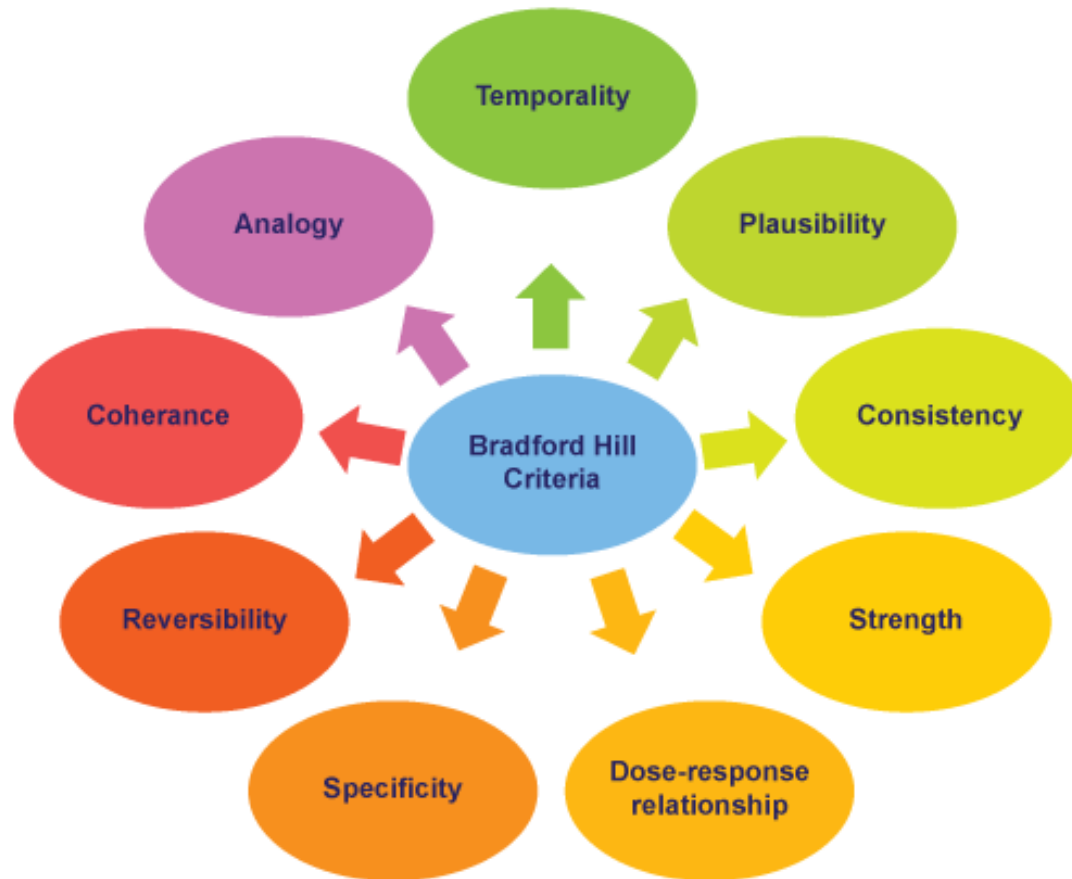 Temporality
Analogy
Plausibility
Coherance
Bradford Hill
Criteria
Consistency
Reversibility
Strength
Specificity
Dose-response
relationship